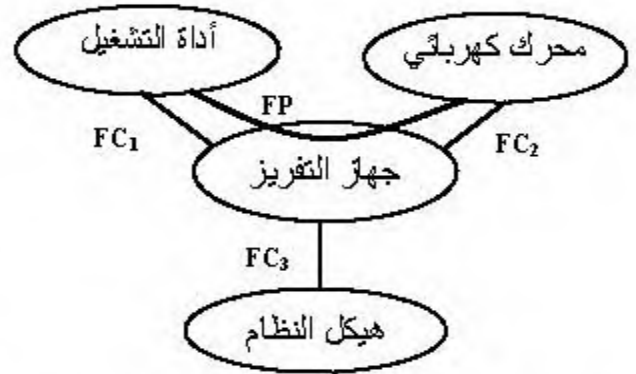 أداة التشغيل
محرك كهربائي
FP
FC₁
FC₂
جهاز التفريز
FC₃
هيكل النظام